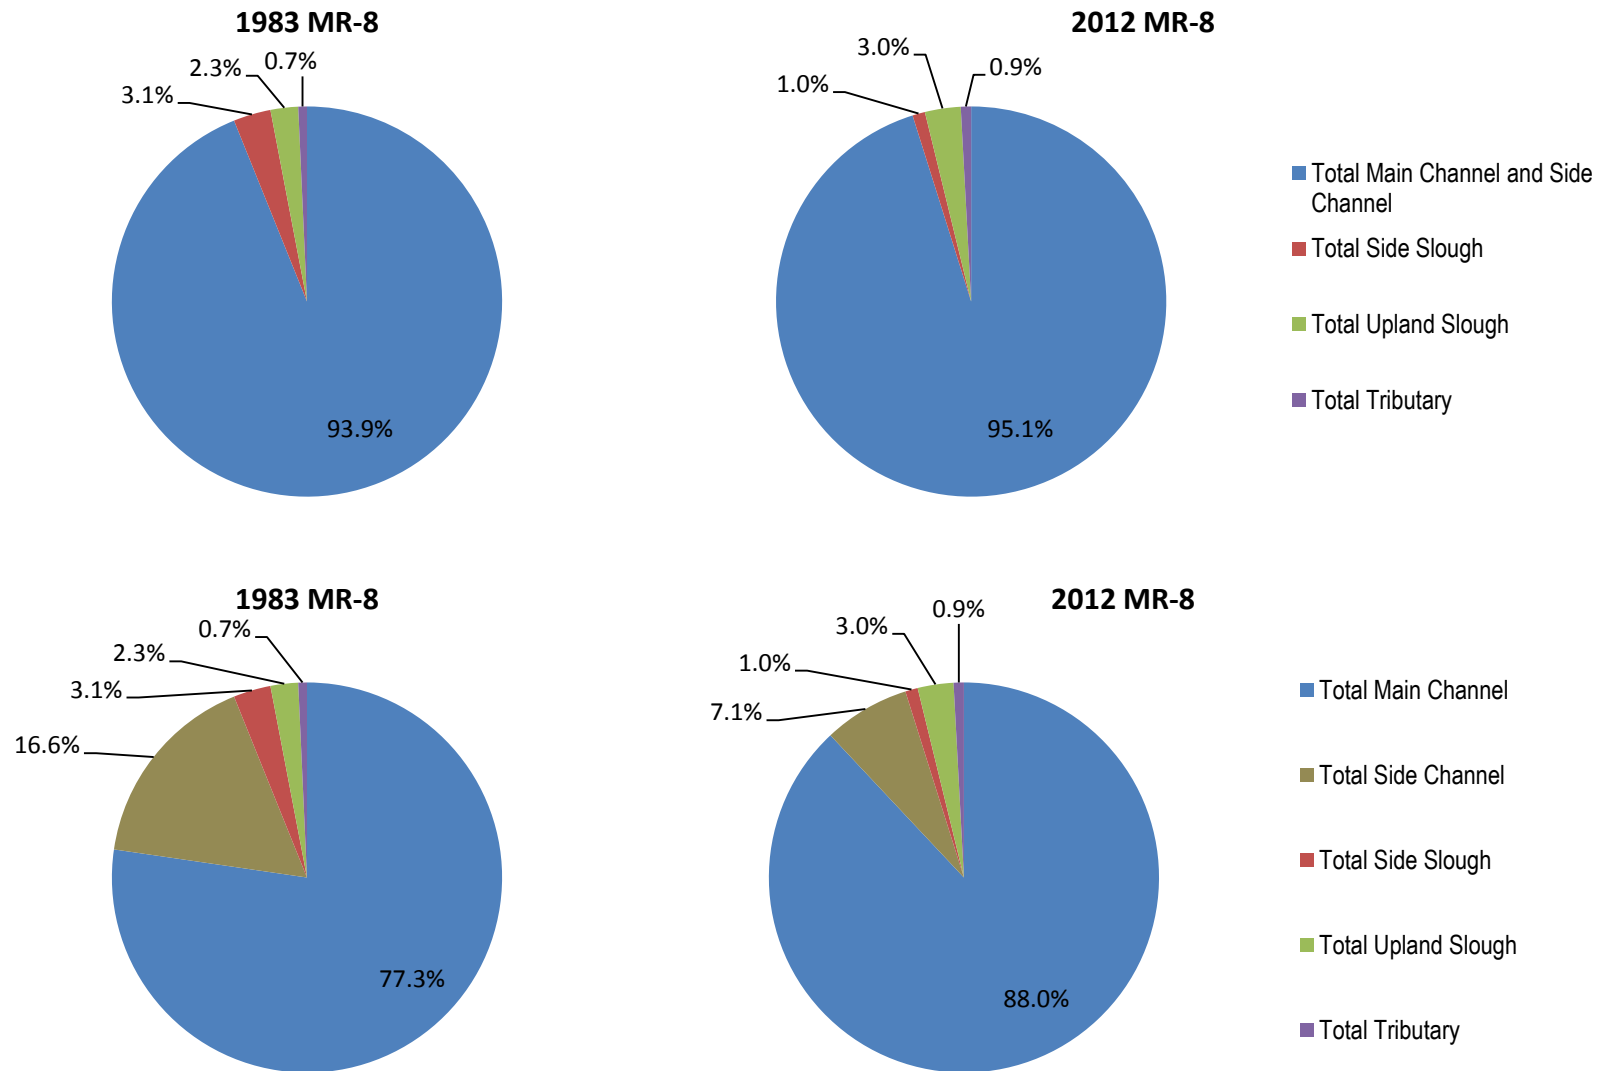 1983 MR-8
2.3%
0.7%
3.1%
93.9%
2012 MR-8
3.0%
0.9%
1.0%
95.1%
Total Main Channel and Side
Channel
Total Side Slough
Total Upland Slough
Total Tributary
1983 MR-8
0.7%
2.3%
3.1%
16.6%
77.3%
2012 MR-8
0.9%
3.0%
1.0%
7.1%
88.0%
Total Main Channel
Total Side Channel
Total Side Slough
Total Upland Slough
Total Tributary